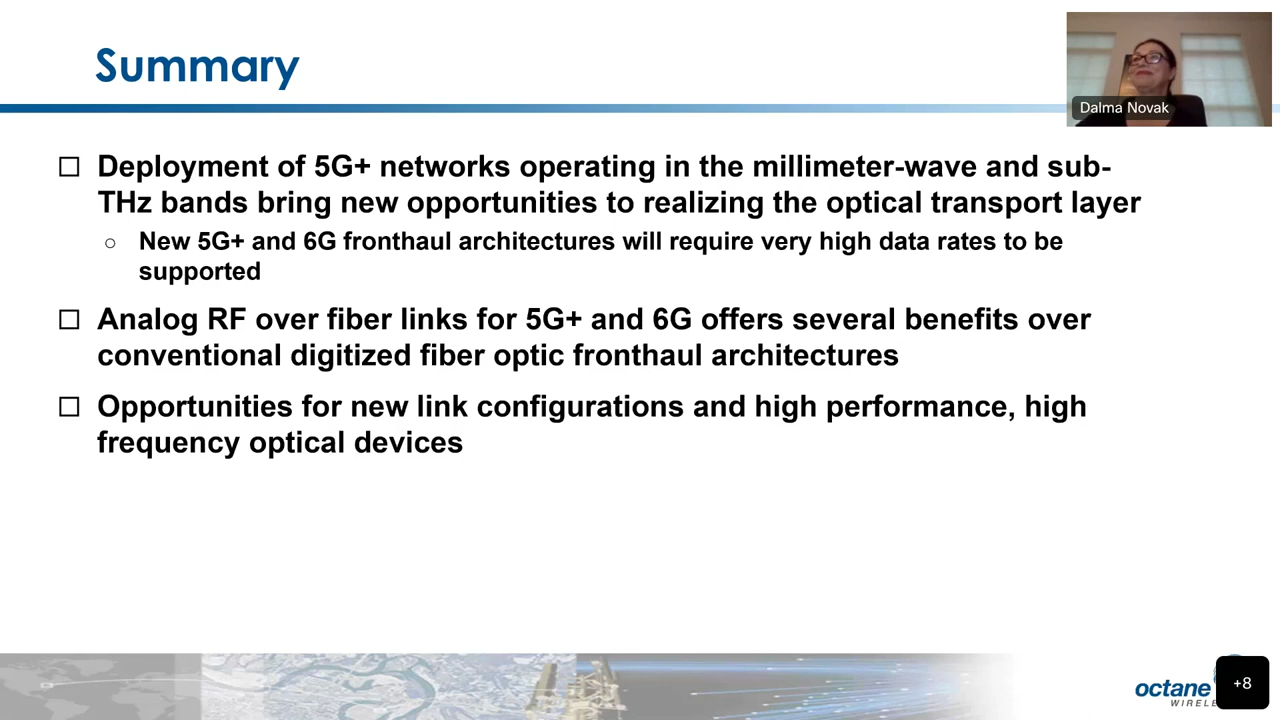 Summary
Dalma Novak
Deployment of 5G+ networks operating in the millimeter-wave and sub-
THz bands bring new opportunities to realizing the optical transport layer
New 5G+ and 6G fronthaul architectures will require very high data rates to be
supported
Analog RF over fiber links for 5G+ and 6G offers several benefits over
conventional digitized fiber optic fronthaul architectures
Opportunities for new link configurations and high performance, high
frequency optical devices
octane
+8